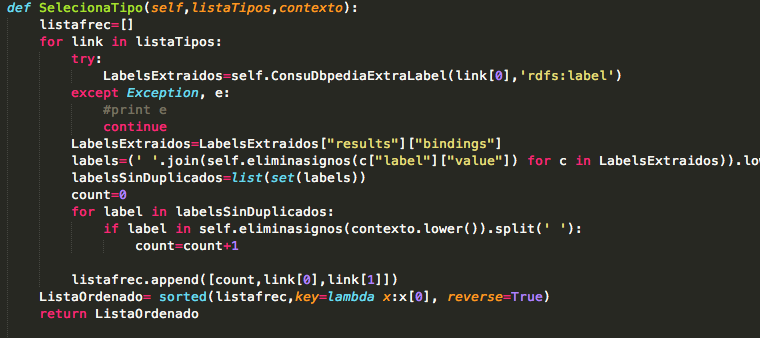 def SelecionaTipo(self,listaTipos,contexto):
    listafrec=[]
    for link in listaTipos:
        try:
            LabelsExtraidos=self.ConsuDbpediaExtraLabel(link[0],'rdfs:label')
        except Exception, e:
            #print e
            continue
        LabelsExtraidos=LabelsExtraidos["results"]["bindings"]
        labels=(' '.join(self.eliminasignos(c["label"]["value"]) for c in LabelsExtraidos)).low
        labelsSinDuplicados=list(set(labels))
        count=0
        for label in labelsSinDuplicados:
            if label in self.eliminasignos(contexto.lower()).split(' '):
                count=count+1
        listafrec.append([count,link[0],link[1]])
    ListaOrdenado= sorted(listafrec,key=lambda x:x[0], reverse=True)
    return ListaOrdenado